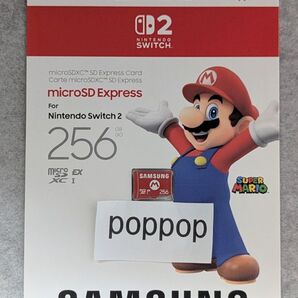 2
NINTENDO
SWITCH
microSDXC™ SD Express Card
Carte microSDXC™ SD Express
microSD Express
For
Nintendo Switch 2
256 GB
GO
micro SD XC I EX
256
SUPER
MARIO
poppop
SAMSUNG